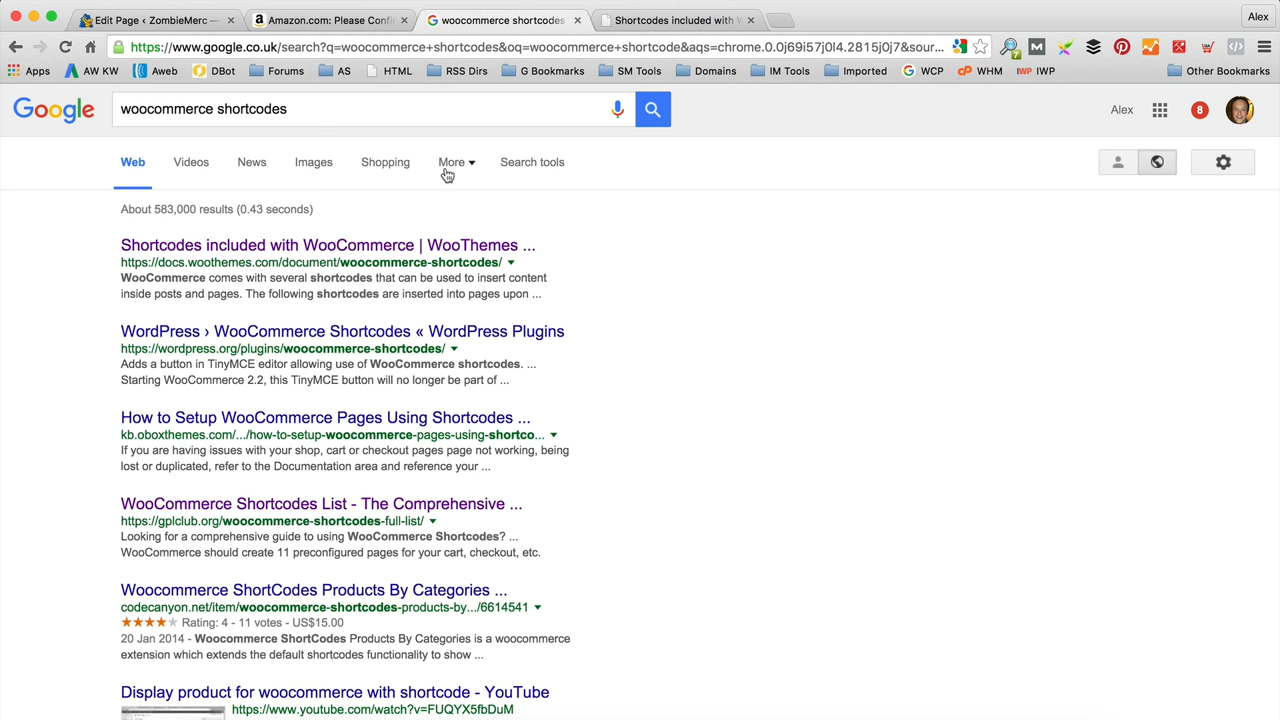 Edit Page ‹ ZombieMerc
Amazon.com: Please Confi
woocommerce shortcodes
Shortcodes included with W
Alex
https://www.google.co.uk/search?q=woocommerce+shortcodes&oq=woocommerce+shortcode&aqs=chrome.0.0j69i57j0l4.2815j0j7&sour...
Apps
AW KW
Aweb
DBot
Forums
AS
HTML
RSS Dirs
G Bookmarks
SM Tools
Domains
IM Tools
Imported
WCP
WHM
IWP
Other Bookmarks
Google
woocommerce shortcodes
Alex
8
Web
Videos
News
Images
Shopping
More
Search tools
About 583,000 results (0.43 seconds)
Shortcodes included with WooCommerce | WooThemes ...
https://docs.woothemes.com/document/woocommerce-shortcodes/
WooCommerce comes with several shortcodes that can be used to insert content
inside posts and pages. The following shortcodes are inserted into pages upon ...
WordPress › WooCommerce Shortcodes « WordPress Plugins
https://wordpress.org/plugins/woocommerce-shortcodes/
Adds a button in TinyMCE editor allowing use of WooCommerce shortcodes. ...
Starting WooCommerce 2.2, this TinyMCE button will no longer be part of ...
How to Setup WooCommerce Pages Using Shortcodes ...
kb.oboxthemes.com/.../how-to-setup-woocommerce-pages-using-shortco...
If you are having issues with your shop, cart or checkout pages page not working, being
lost or duplicated, refer to the Documentation area and reference your ...
WooCommerce Shortcodes List - The Comprehensive ...
https://gplclub.org/woocommerce-shortcodes-full-list/
Looking for a comprehensive guide to using WooCommerce Shortcodes? ...
WooCommerce should create 11 preconfigured pages for your cart, checkout, etc.
Woocommerce ShortCodes Products By Categories ...
codecanyon.net/item/woocommerce-shortcodes-products-by.../6614541
Rating: 4 - 11 votes - US$15.00
20 Jan 2014 - Woocommerce ShortCodes Products By Categories is a woocommerce
extension which extends the default shortcodes functionality to show ...
Display product for woocommerce with shortcode - YouTube
https://www.youtube.com/watch?v=FUQYX5fbDuM